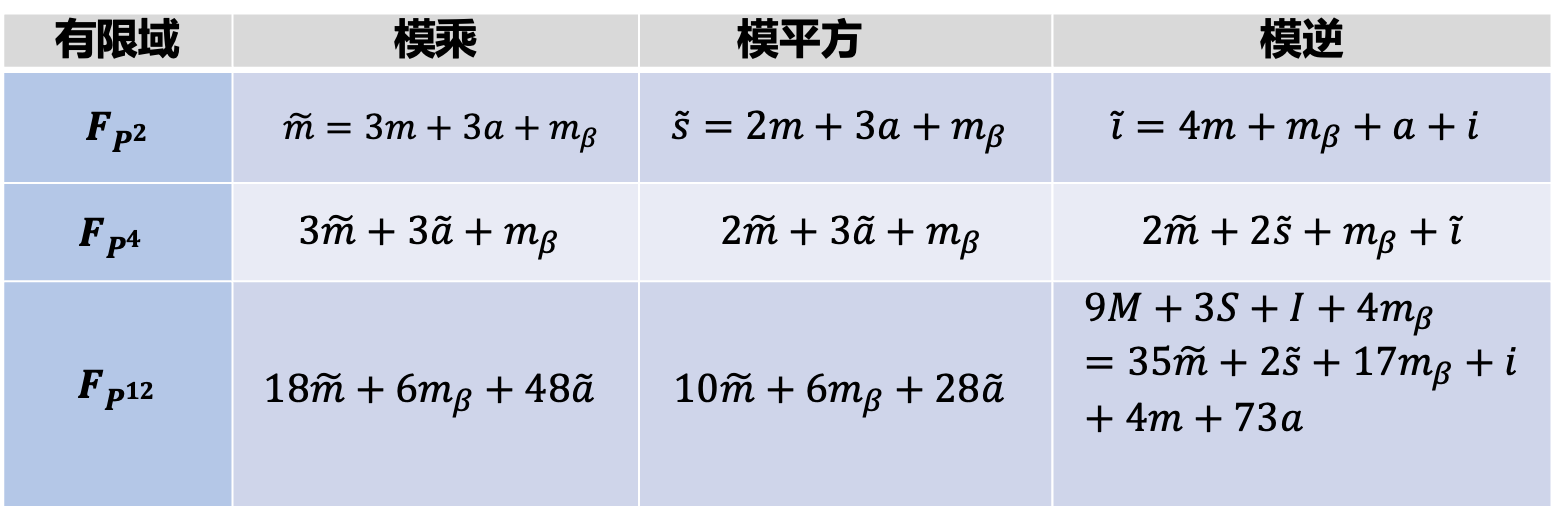 有限域 模乘 模平方 模逆
𝑭_{𝑷^2} m̃ = 3m + 3a + m_β s̃ = 2m + 3a + m_β ı̃ = 4m + m_β + a + i
𝑭_{𝑷^4} 3m̃ + 3ã + m_β 2m̃ + 3ã + m_β 2m̃ + 2s̃ + m_β + ı̃
𝑭_{𝑷^{12}} 18m̃ + 6m_β + 48ã 10m̃ + 6m_β + 28ã 9M + 3S + I + 4m_β
= 35m̃ + 2s̃ + 17m_β + i
+ 4m + 73a